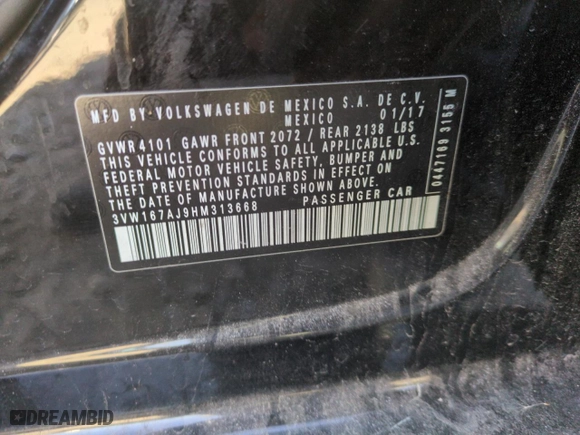 MFD BY-VOLKSWAGEN DE MEXICO S.A. DE C.V.
MEXICO 01/17
GVWR 4101 GAWR FRONT 2072 / REAR 2138 LBS
THIS VEHICLE CONFORMS TO ALL APPLICABLE
FEDERAL MOTOR VEHICLE SAFETY, BUMPER AND
THEFT PREVENTION STANDARDS IN EFFECT ON
THE DATE OF MANUFACTURE SHOWN ABOVE.
3VW167AJ9HM313668 PASSENGER CAR
0447169 3155 M
DREAMBID